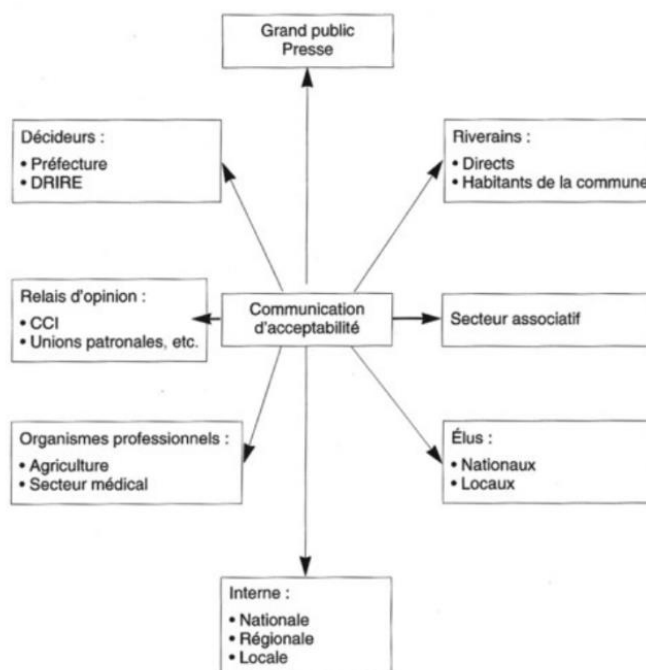 Grand public
Presse
Décideurs :
• Préfecture
• DRIRE
Riverains :
• Directs
• Habitants de la commune
Relais d'opinion :
• CCI
• Unions patronales, etc.
Communication
d'acceptabilité
Secteur associatif
Organismes professionnels :
• Agriculture
• Secteur médical
Élus :
• Nationaux
• Locaux
Interne :
• Nationale
• Régionale
• Locale